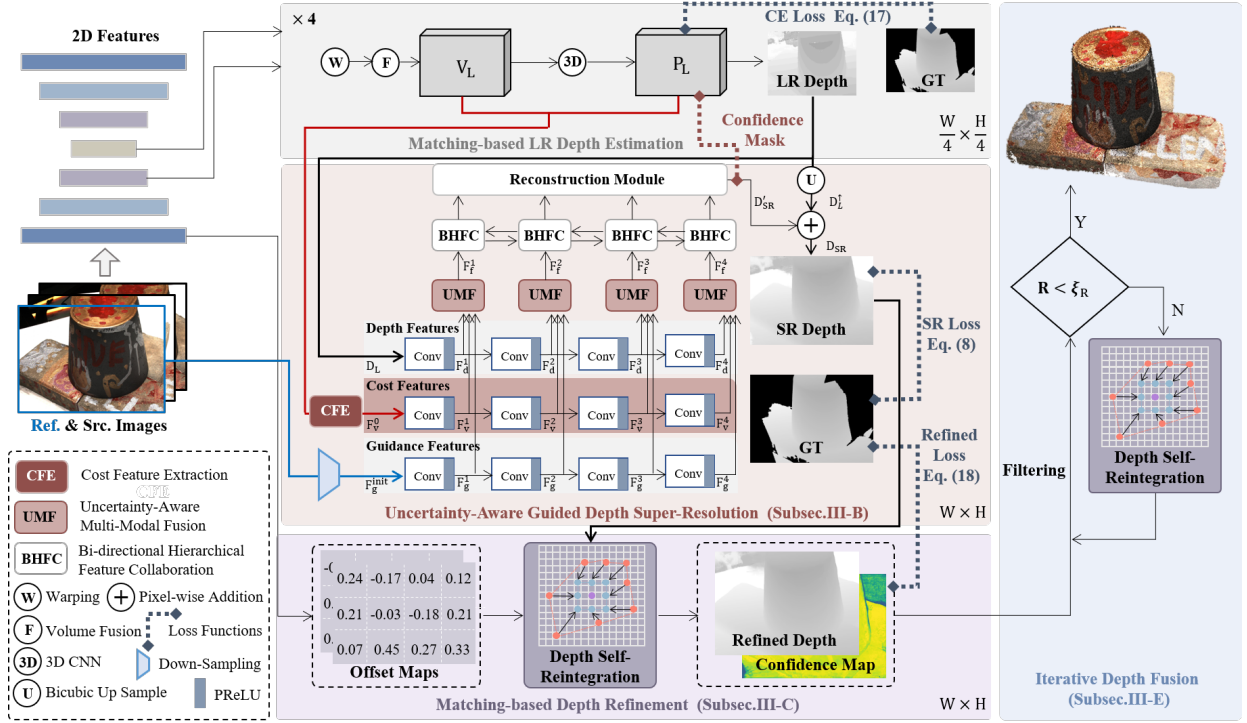 2D Features
Ref. & Src. Images
× 4
W
F
V_L
3D
P_L
CE Loss Eq. (17)
LR Depth
GT
Confidence
Mask
Matching-based LR Depth Estimation
W/4 × H/4
Reconstruction Module
U
D'_SR
D_L^↑
+
D_SR
BHFC
BHFC
BHFC
BHFC
F_f^1
F_f^2
F_f^3
F_f^4
UMF
UMF
UMF
UMF
Depth Features
D_L
Conv
F_d^1
Conv
F_d^2
Conv
F_d^3
Conv
F_d^4
Cost Features
CFE
F_v^0
Conv
F_v^1
Conv
F_v^2
Conv
F_v^3
Conv
F_v^4
Guidance Features
F_g^init
Conv
F_g^1
Conv
F_g^2
Conv
F_g^3
Conv
F_g^4
SR Depth
SR Loss
Eq. (8)
GT
Refined
Loss
Eq. (18)
Uncertainty-Aware Guided Depth Super-Resolution (Subsec.III-B)
W × H
0.24 -0.17 0.04 0.12
0.21 -0.03 -0.18 0.21
0.07 0.45 0.27 0.33
Offset Maps
Depth Self-
Reintegration
Refined Depth
Confidence Map
Matching-based Depth Refinement (Subsec.III-C)
W × H
Y
R < ξ_R
N
Depth Self-
Reintegration
Filtering
Iterative Depth Fusion
(Subsec.III-E)
CFE
Cost Feature Extraction
CFE
UMF
Uncertainty-Aware
Multi-Modal Fusion
BHFC
Bi-directional Hierarchical
Feature Collaboration
W Warping + Pixel-wise Addition
F Volume Fusion
Loss Functions
3D 3D CNN
Down-Sampling
U Bicubic Up Sample
PReLU